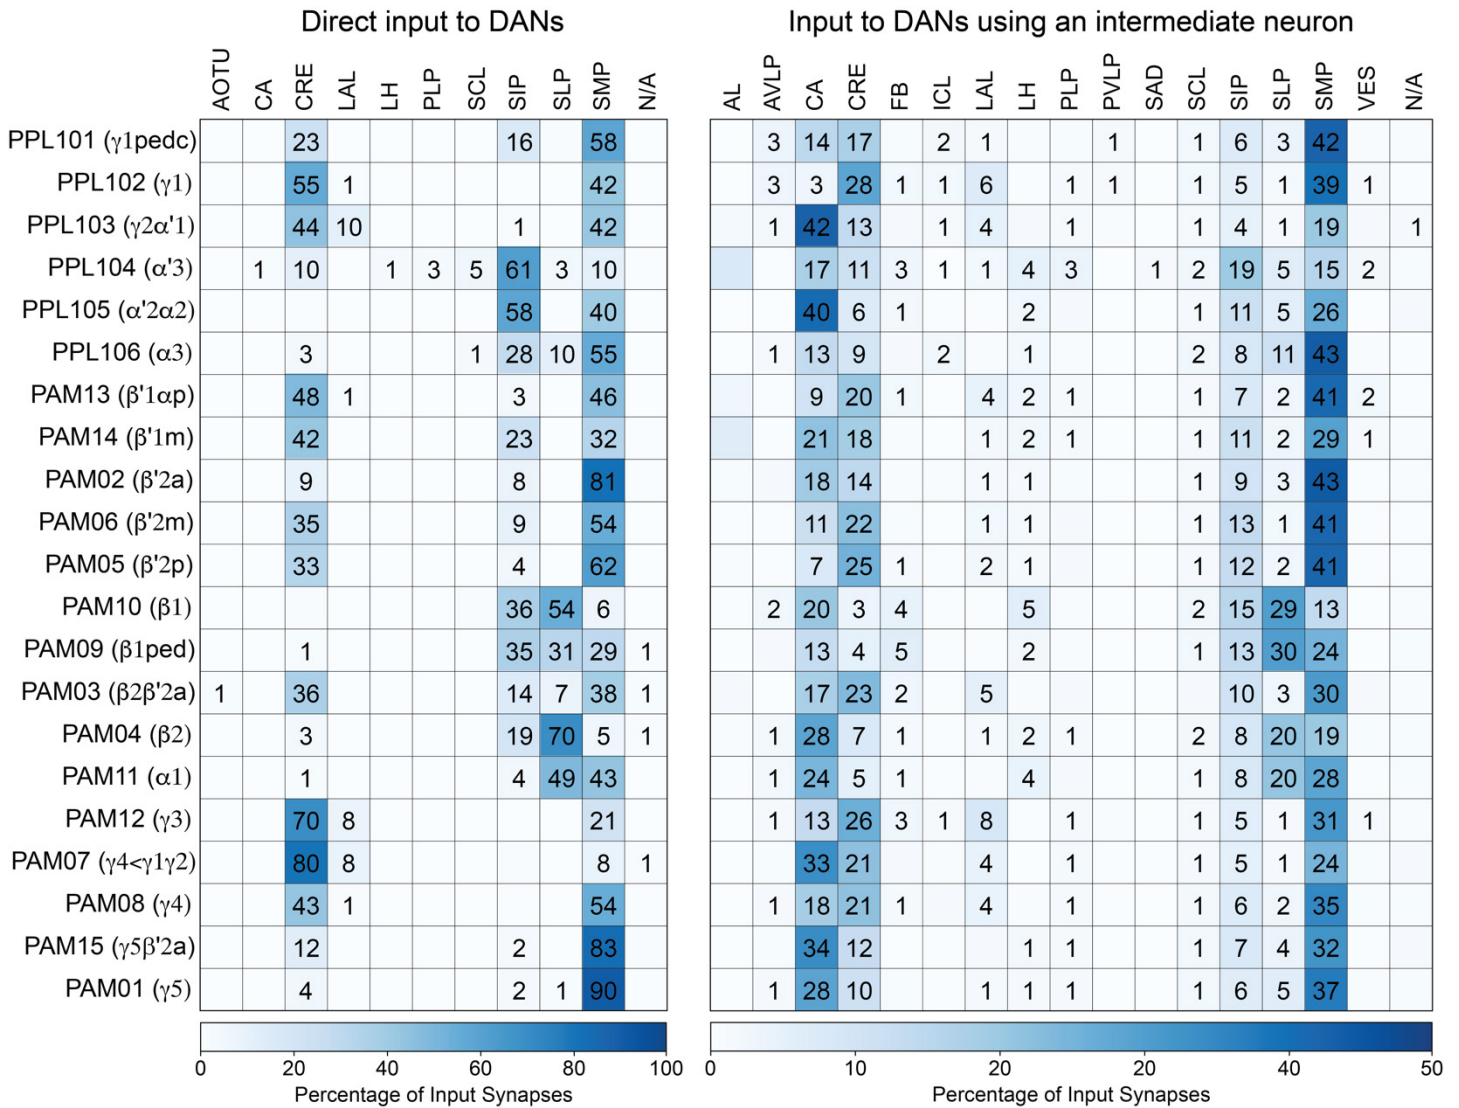 Direct input to DANs Input to DANs using an intermediate neuron
AOTU CA CRE LAL LH PLP SCL SIP SLP SMP N/A AL AVLP CA CRE FB ICL LAL LH PLP PVLP SAD SCL SIP SLP SMP VES N/A
PPL101 (γ1pedc) 23 16 58 3 14 17 2 1 1 1 6 3 42
PPL102 (γ1) 55 1 42 3 3 28 1 1 6 1 1 1 5 1 39 1
PPL103 (γ2α'1) 44 10 1 42 1 42 13 1 4 1 1 4 1 19 1
PPL104 (α'3) 1 10 1 3 5 61 3 10 17 11 3 1 1 4 3 1 2 19 5 15 2
PPL105 (α'2α2) 58 40 40 6 1 2 1 11 5 26
PPL106 (α3) 3 1 28 10 55 1 13 9 2 1 2 8 11 43
PAM13 (β'1αp) 48 1 3 46 9 20 1 4 2 1 1 7 2 41 2
PAM14 (β'1m) 42 23 32 21 18 1 2 1 1 11 2 29 1
PAM02 (β'2a) 9 8 81 18 14 1 1 1 9 3 43
PAM06 (β'2m) 35 9 54 11 22 1 1 1 13 1 41
PAM05 (β'2p) 33 4 62 7 25 1 2 1 1 12 2 41
PAM10 (β1) 36 54 6 2 20 3 4 5 2 15 29 13
PAM09 (β1ped) 1 35 31 29 1 13 4 5 2 1 13 30 24
PAM03 (β2β'2a) 1 36 14 7 38 1 17 23 2 5 10 3 30
PAM04 (β2) 3 19 70 5 1 1 28 7 1 1 2 1 2 8 20 19
PAM11 (α1) 1 4 49 43 1 24 5 1 4 1 8 20 28
PAM12 (γ3) 70 8 21 1 13 26 3 1 8 1 1 5 1 31 1
PAM07 (γ4<γ1γ2) 80 8 8 1 33 21 4 1 1 5 1 24
PAM08 (γ4) 43 1 54 1 18 21 1 4 1 1 6 2 35
PAM15 (γ5β'2a) 12 2 83 34 12 1 1 1 7 4 32
PAM01 (γ5) 4 2 1 90 1 28 10 1 1 1 1 6 5 37
0 20 40 60 80 100 0 10 20 20 40 50
Percentage of Input Synapses Percentage of Input Synapses